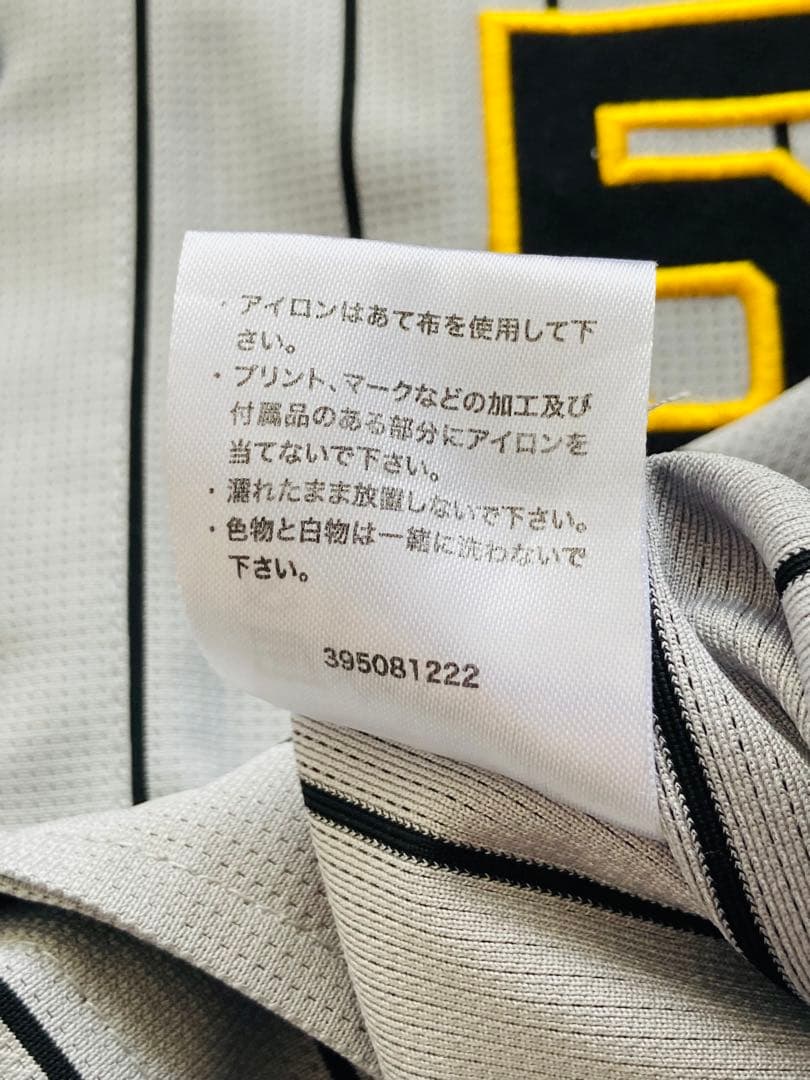 ・アイロンはあて布を使用して下
さい。
・プリント、マークなどの加工及び
付属品のある部分にアイロンを
当てないで下さい。
・濡れたまま放置しないで下さい。
・色物と白物は一緒に洗わないで
下さい。
395081222